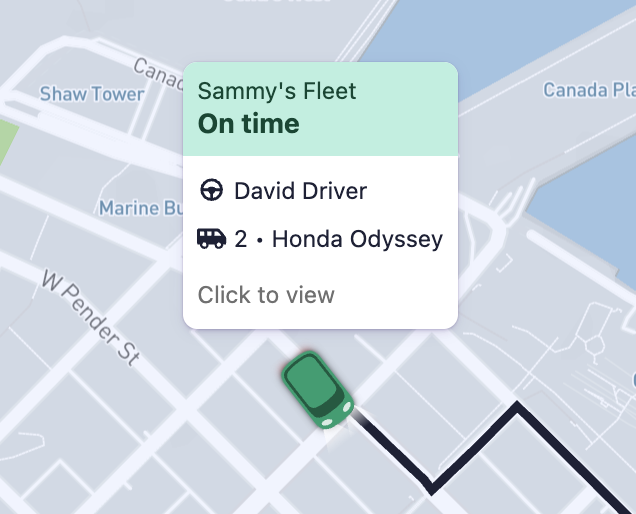 Canad
Shaw Tower
Canada Pla
Sammy's Fleet
On time
David Driver
Marine Bu
2 • Honda Odyssey
Click to view
W Pender St